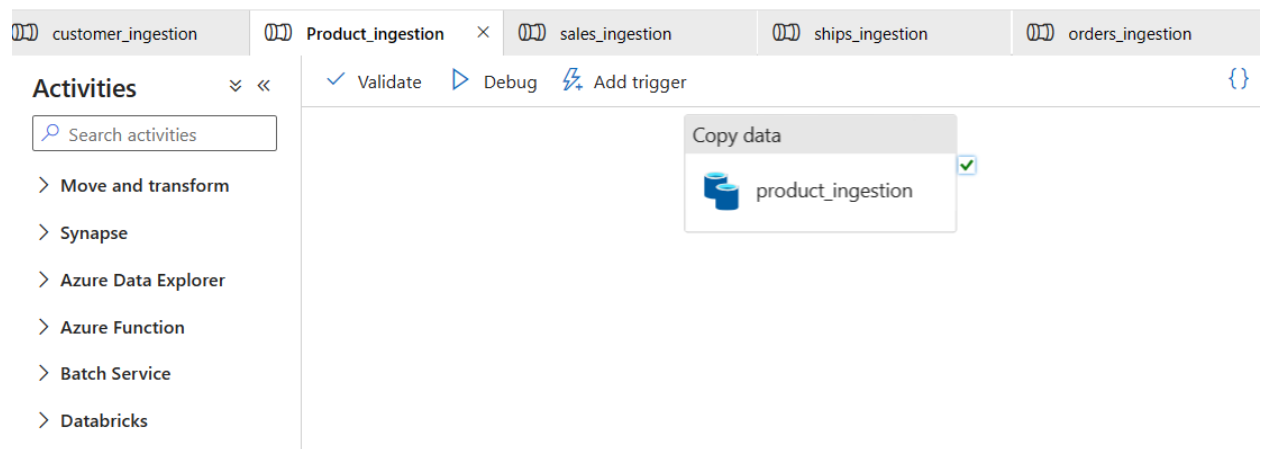 customer_ingestion Product_ingestion sales_ingestion ships_ingestion orders_ingestion
Activities
Validate Debug Add trigger {}
Search activities
Move and transform
Synapse
Azure Data Explorer
Azure Function
Batch Service
Databricks
Copy data
product_ingestion